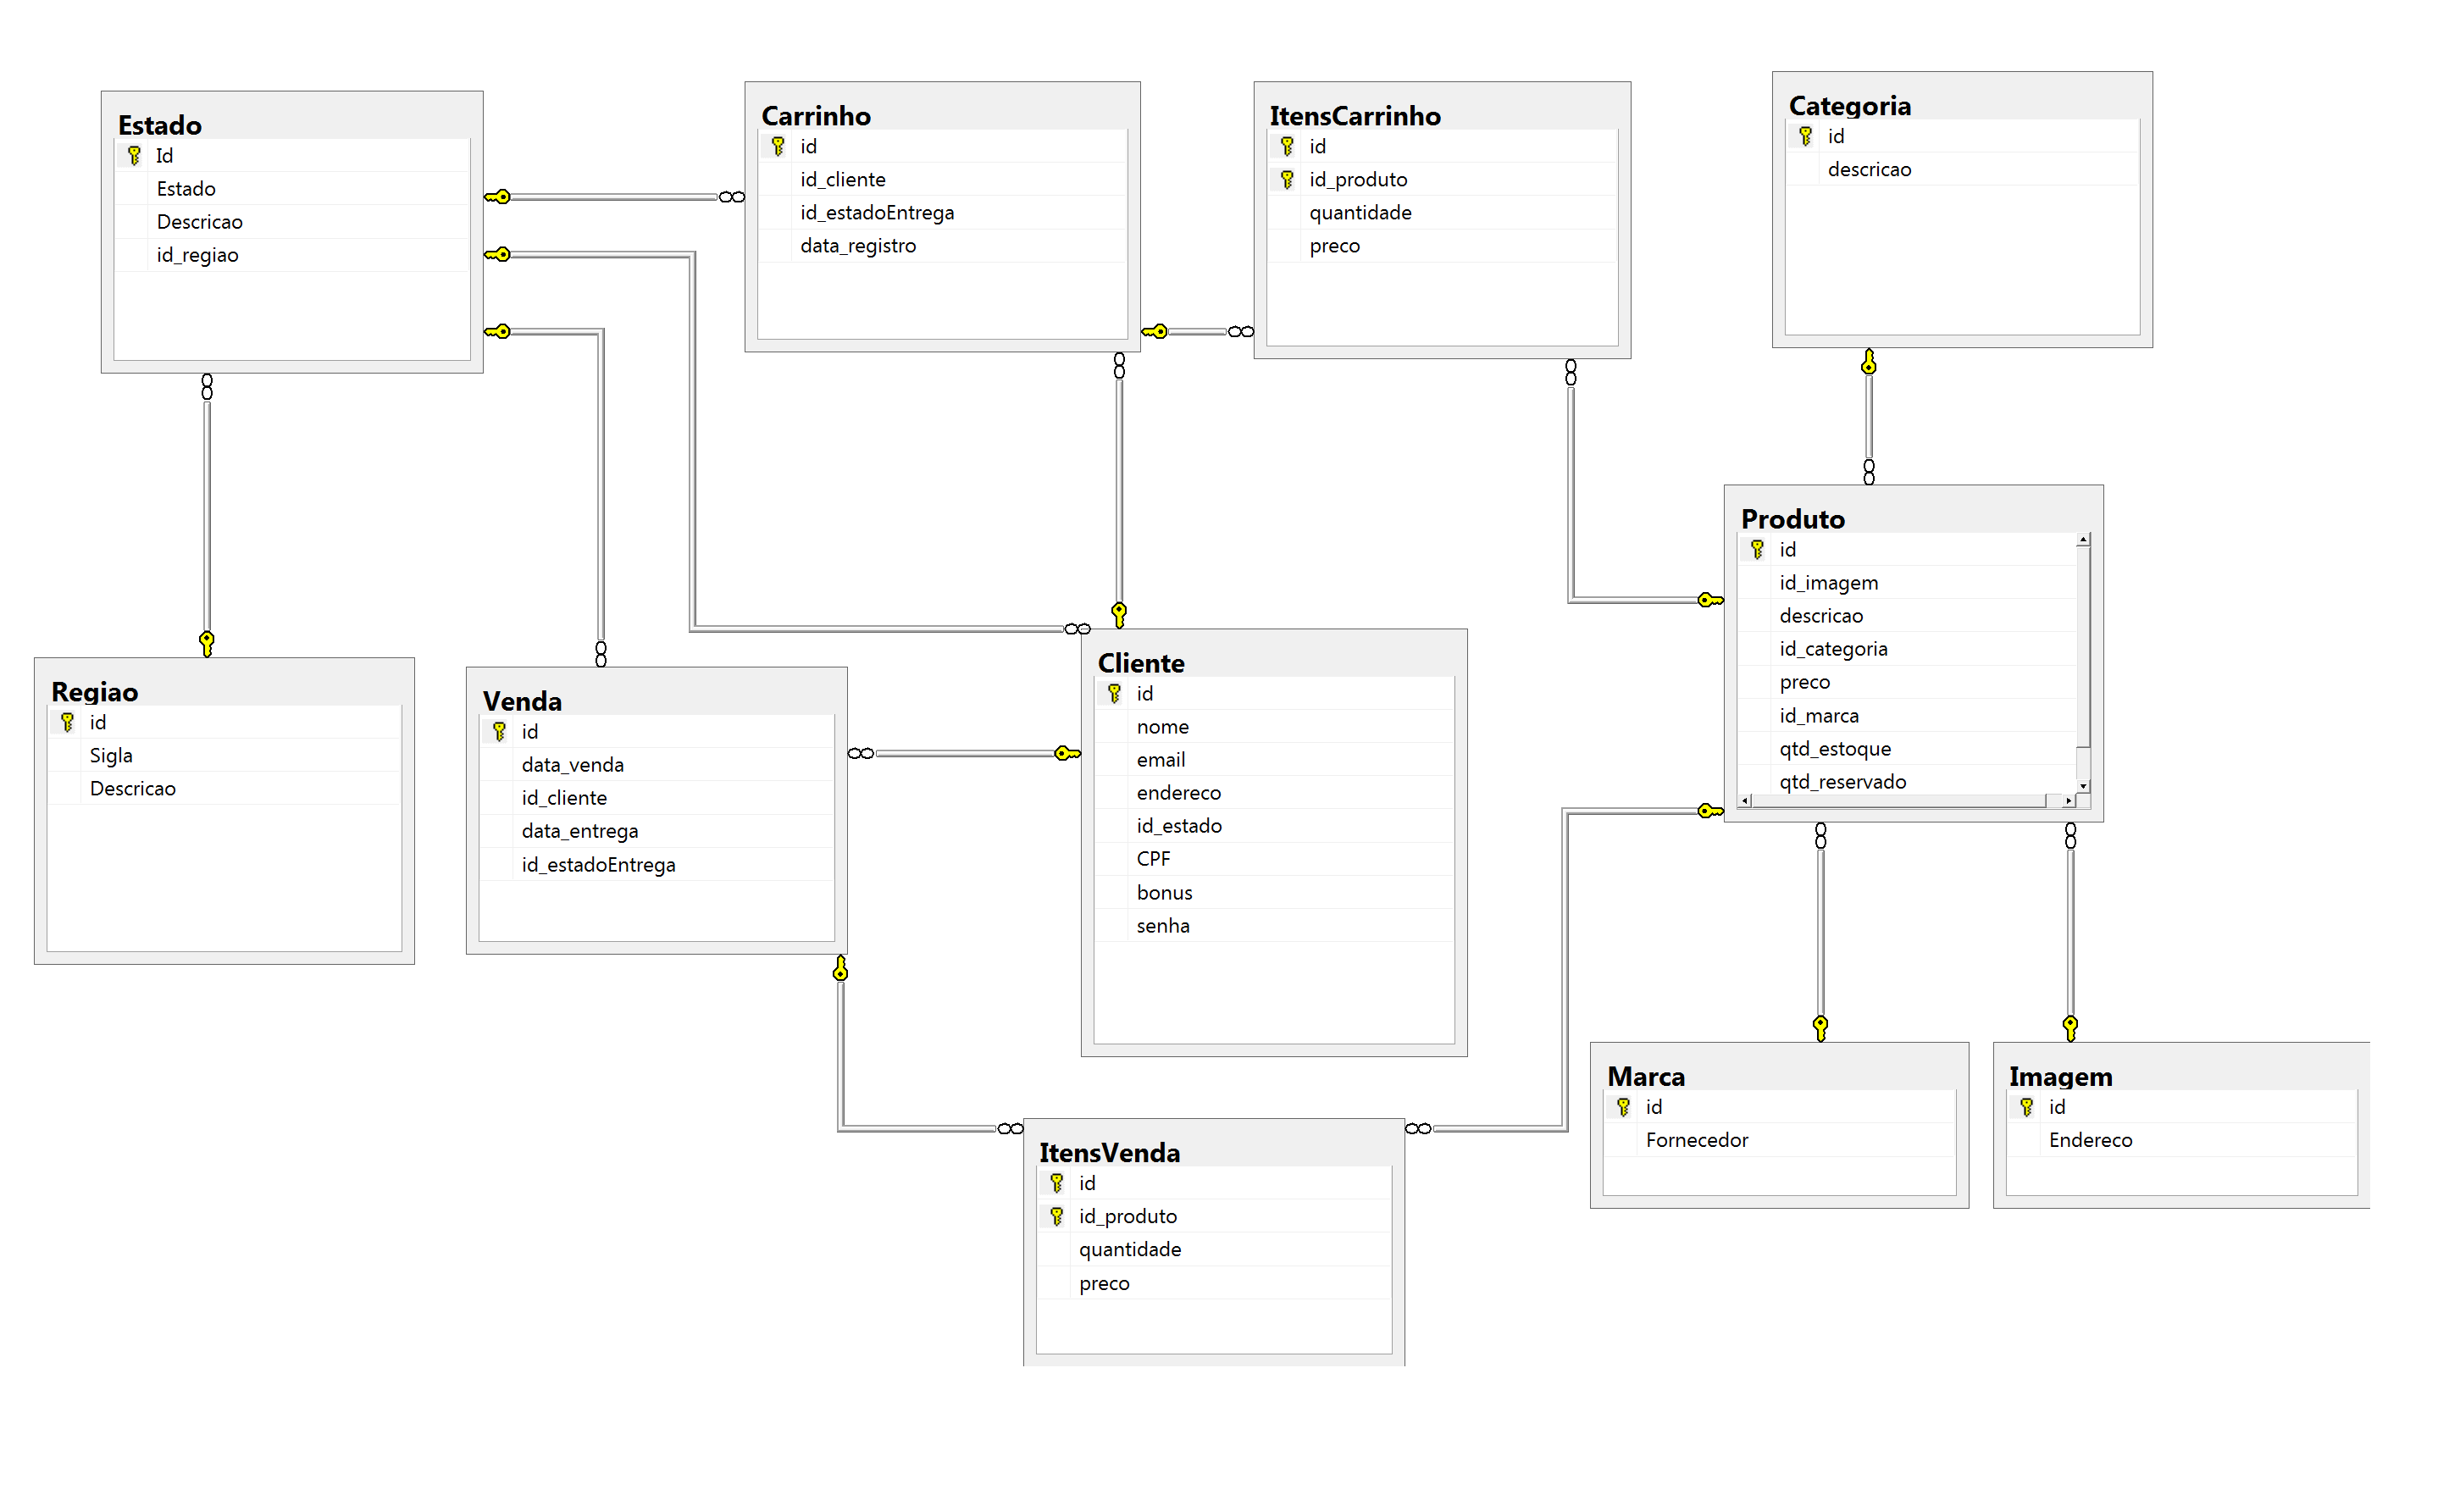 Estado
Id
Estado
Descricao
id_regiao
Carrinho
id
id_cliente
id_estadoEntrega
data_registro
ItensCarrinho
id
id_produto
quantidade
preco
Categoria
id
descricao
Produto
id
id_imagem
descricao
id_categoria
preco
id_marca
qtd_estoque
qtd_reservado
Regiao
id
Sigla
Descricao
Venda
id
data_venda
id_cliente
data_entrega
id_estadoEntrega
Cliente
id
nome
email
endereco
id_estado
CPF
bonus
senha
Marca
id
Fornecedor
Imagem
id
Endereco
ItensVenda
id
id_produto
quantidade
preco